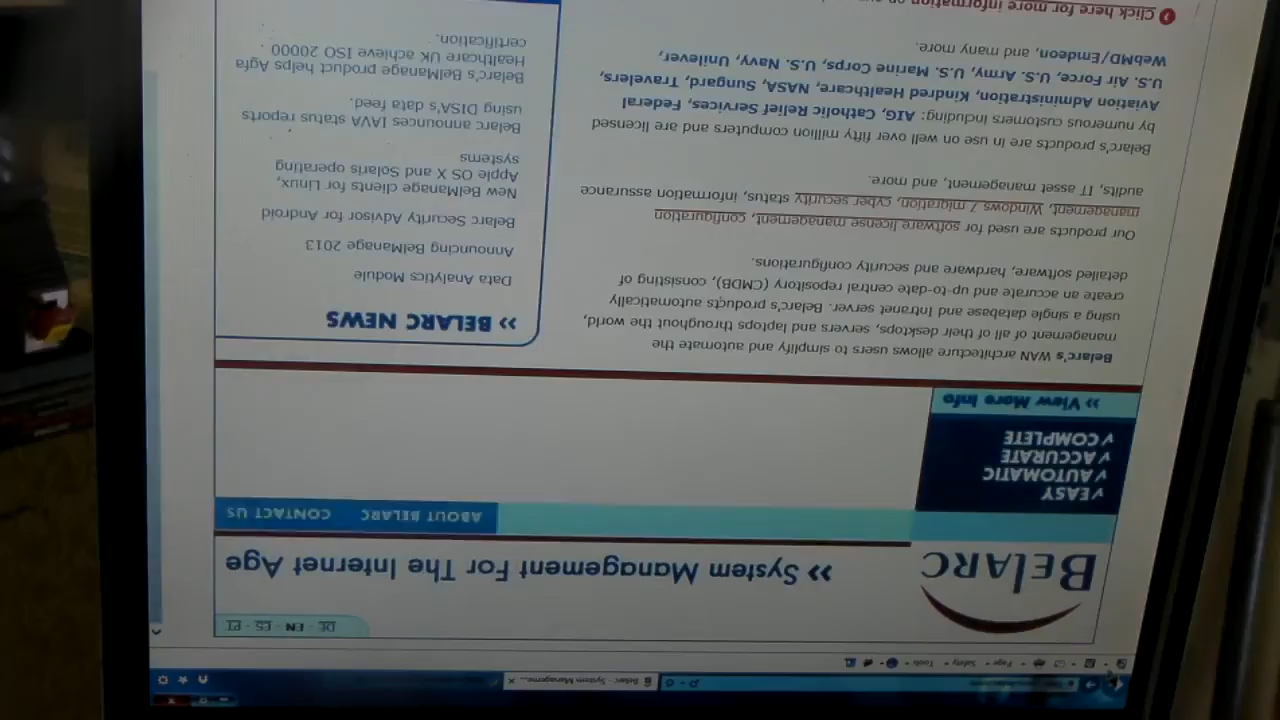 Belarc - System Manageme...
Page Safety Tools
DE - EN - ES - PT
BELARC
>> System Management For The Internet Age
ABOUT BELARC CONTACT US
√ EASY
√ AUTOMATIC
√ ACCURATE
√ COMPLETE
>> View More Info
Belarc's WAN architecture allows users to simplify and automate the
management of all of their desktops, servers and laptops throughout the world,
using a single database and Intranet server. Belarc's products automatically
create an accurate and up-to-date central repository (CMDB), consisting of
detailed software, hardware and security configurations.
Our products are used for software license management, configuration
management, Windows 7 migration, cyber security status, information assurance
audits, IT asset management, and more.
Belarc's products are in use on well over fifty million computers and are licensed
by numerous customers including: AIG, Catholic Relief Services, Federal
Aviation Administration, Kindred Healthcare, NASA, Sungard, Travelers,
U.S. Air Force, U.S. Army, U.S. Marine Corps, U.S. Navy, Unilever,
WebMD/Emdeon, and many more.
Click here for more information on
>> BELARC NEWS
Data Analytics Module
Announcing BelManage 2013
Belarc Security Advisor for Android
New BelManage clients for Linux,
Apple OS X and Solaris operating
systems
Belarc announces IAVA status reports
using DISA's data feed.
Belarc's BelManage product helps Agfa
Healthcare UK achieve ISO 20000
certification.